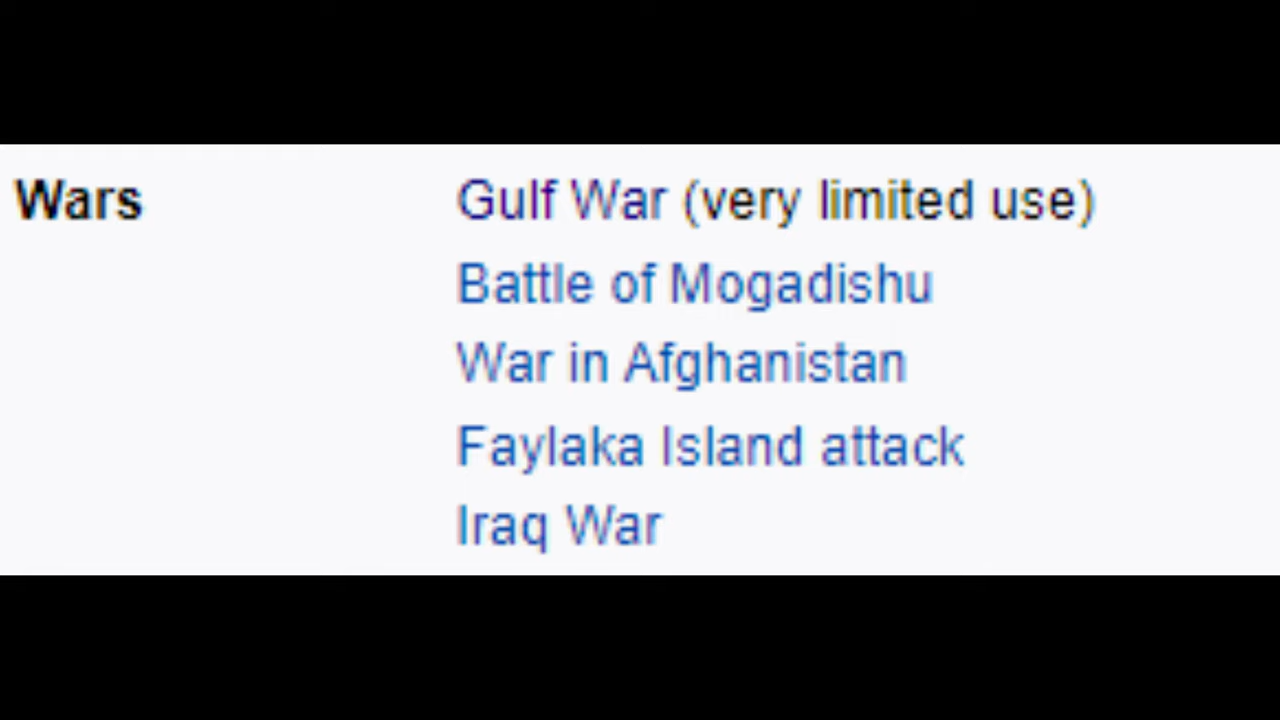 Wars Gulf War (very limited use)
Battle of Mogadishu
War in Afghanistan
Faylaka Island attack
Iraq War